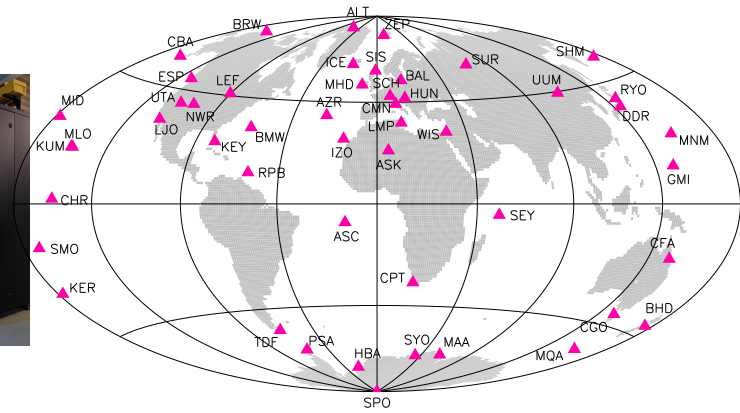 ALT
BRW
ZEP
CBA
SIS
SHM
ICE
SUR
ESP
LEF
MHD
SCH
BAL
UUM
RYO
MID
UTA
NWR
AZR
CMN
HUN
DDR
LJO
MLO
KUM
KEY
BMW
IZO
LMP
WIS
MNM
ASK
RPB
GMI
CHR
ASC
SEY
SMO
CFA
KER
CPT
BHD
TDF
PSA
HBA
SYO
MAA
MQA
CGO
SPO